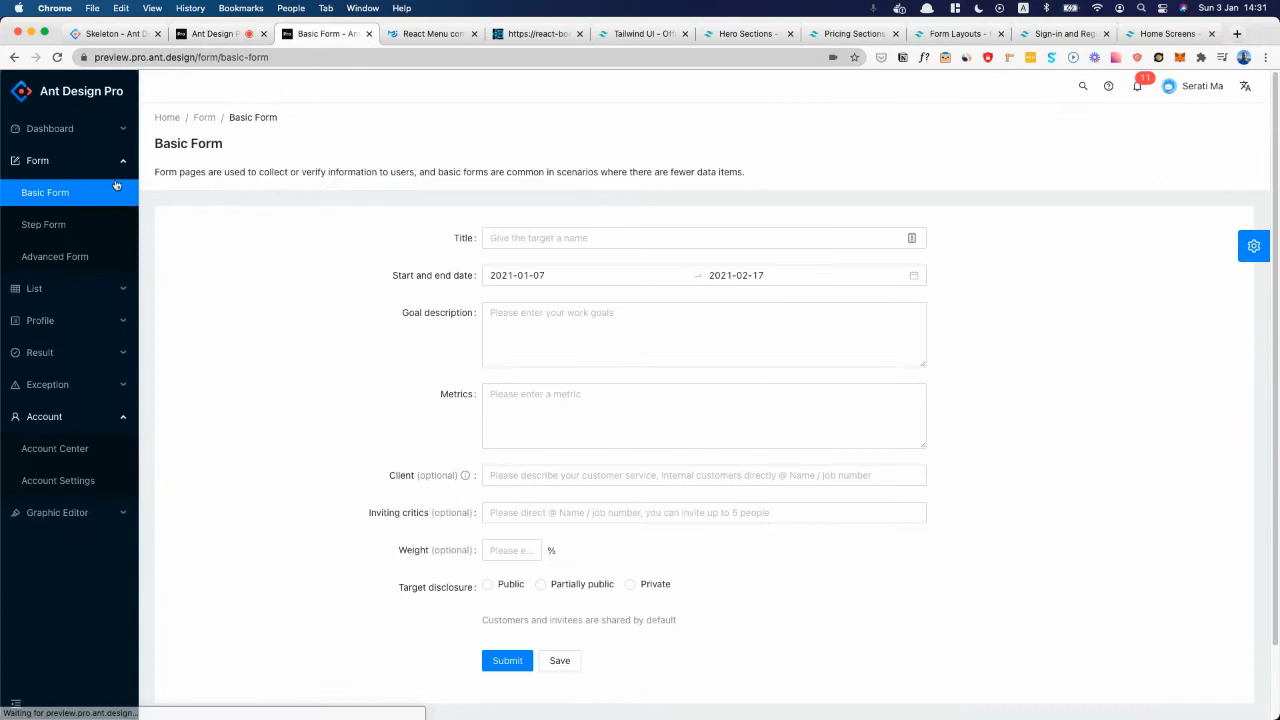 Chrome File Edit View History Bookmarks People Tab Window Help Sun 3 Jan 14:31
Skeleton - Ant Desi Ant Design Pro Basic Form - Ant React Menu com https://react-boo Tailwind UI - Offi Hero Sections - Pricing Sections Form Layouts - Sign-in and Reg Home Screens -
preview.pro.ant.design/form/basic-form
Ant Design Pro
11
Serati Ma
Dashboard
Form
Basic Form
Step Form
Advanced Form
List
Profile
Result
Exception
Account
Account Center
Account Settings
Graphic Editor
Home / Form / Basic Form
Basic Form
Form pages are used to collect or verify information to users, and basic forms are common in scenarios where there are fewer data items.
Title : Give the target a name
Start and end date : 2021-01-07 → 2021-02-17
Goal description : Please enter your work goals
Metrics : Please enter a metric
Client (optional) : Please describe your customer service, internal customers directly @ Name / job number
Inviting critics (optional) : Please direct @ Name / job number, you can invite up to 5 people
Weight (optional) : Please e... %
Target disclosure : Public Partially public Private
Customers and invitees are shared by default
Submit Save
Waiting for preview.pro.ant.design...